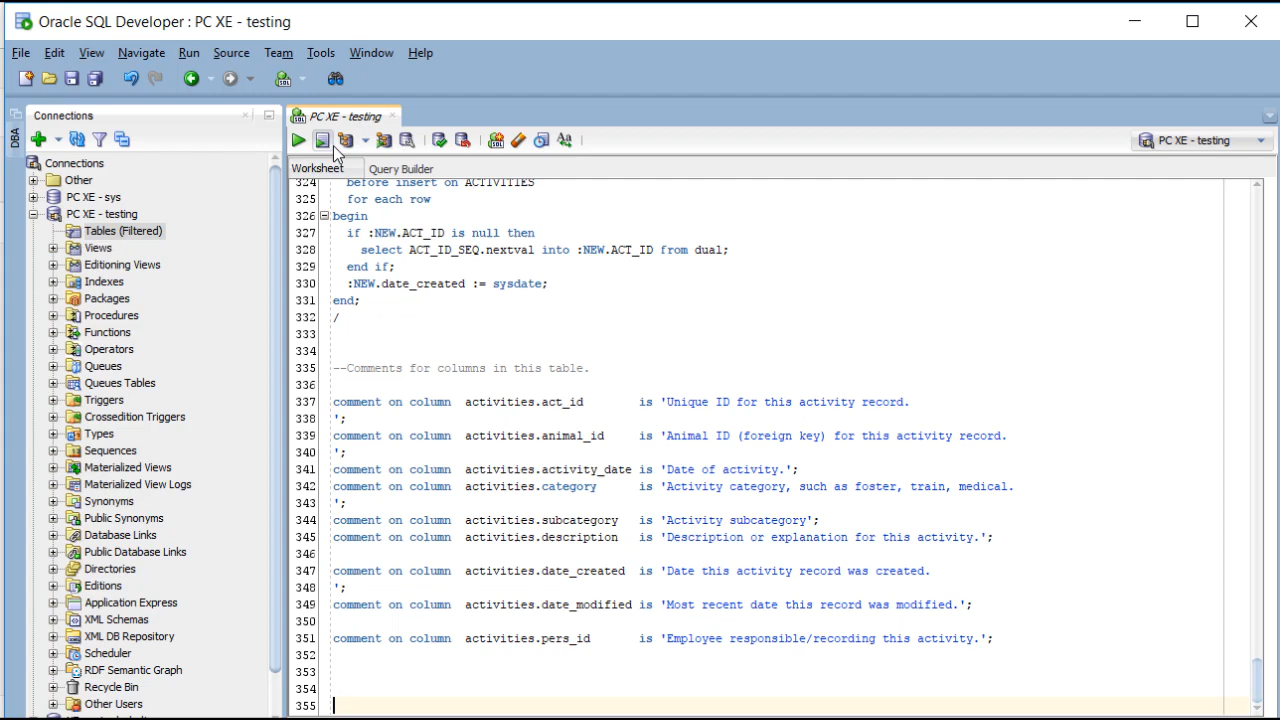 Oracle SQL Developer : PC XE - testing
File Edit View Navigate Run Source Team Tools Window Help
Connections
PC XE - testing
DBA
PC XE - testing
Worksheet Query Builder
Connections
Other
PC XE - sys
PC XE - testing
Tables (Filtered)
Views
Editioning Views
Indexes
Packages
Procedures
Functions
Operators
Queues
Queues Tables
Triggers
Crossedition Triggers
Types
Sequences
Materialized Views
Materialized View Logs
Synonyms
Public Synonyms
Database Links
Public Database Links
Directories
Editions
Application Express
XML Schemas
XML DB Repository
Scheduler
RDF Semantic Graph
Recycle Bin
Other Users
324 before insert on ACTIVITIES
325 for each row
326 begin
327 if :NEW.ACT_ID is null then
328 select ACT_ID_SEQ.nextval into :NEW.ACT_ID from dual;
329 end if;
330 :NEW.date_created := sysdate;
331 end;
332 /
333
334
335 --Comments for columns in this table.
336
337 comment on column activities.act_id is 'Unique ID for this activity record.
338 ';
339 comment on column activities.animal_id is 'Animal ID (foreign key) for this activity record.
340 ';
341 comment on column activities.activity_date is 'Date of activity.';
342 comment on column activities.category is 'Activity category, such as foster, train, medical.
343 ';
344 comment on column activities.subcategory is 'Activity subcategory';
345 comment on column activities.description is 'Description or explanation for this activity.';
346
347 comment on column activities.date_created is 'Date this activity record was created.
348 ';
349 comment on column activities.date_modified is 'Most recent date this record was modified.';
350
351 comment on column activities.pers_id is 'Employee responsible/recording this activity.';
352
353
354
355